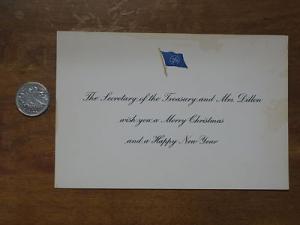 The Secretary of the Treasury and Mrs. Dillon
wish you a Merry Christmas
and a Happy New Year